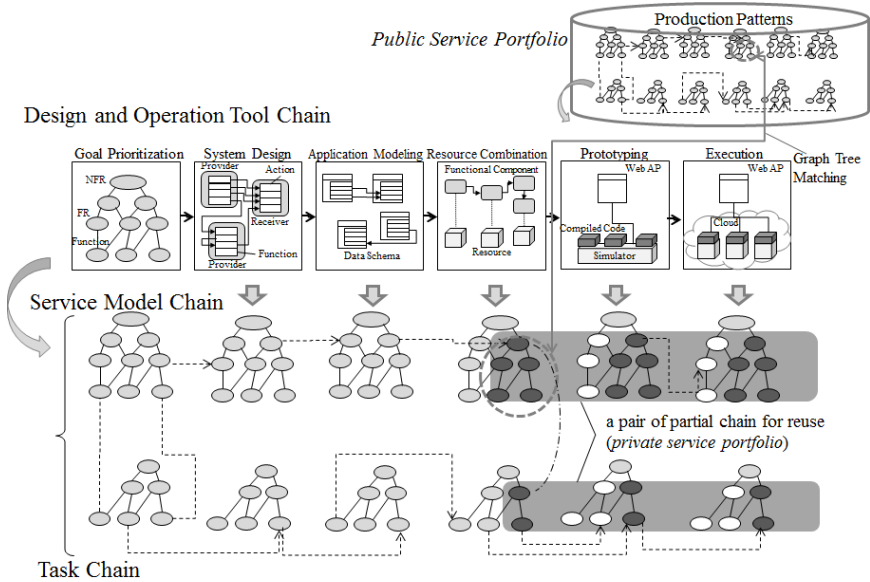 Production Patterns
Public Service Portfolio
Design and Operation Tool Chain
Goal Prioritization
System Design
Application Modeling
Resource Combination
Prototyping
Execution
Graph Tree
Matching
NFR
FR
Function
Provider
Action
Receiver
Provider
Function
Data Schema
Functional Component
Resource
Web AP
Compiled Code
Simulator
Web AP
Cloud
Service Model Chain
a pair of partial chain for reuse
(private service portfolio)
Task Chain